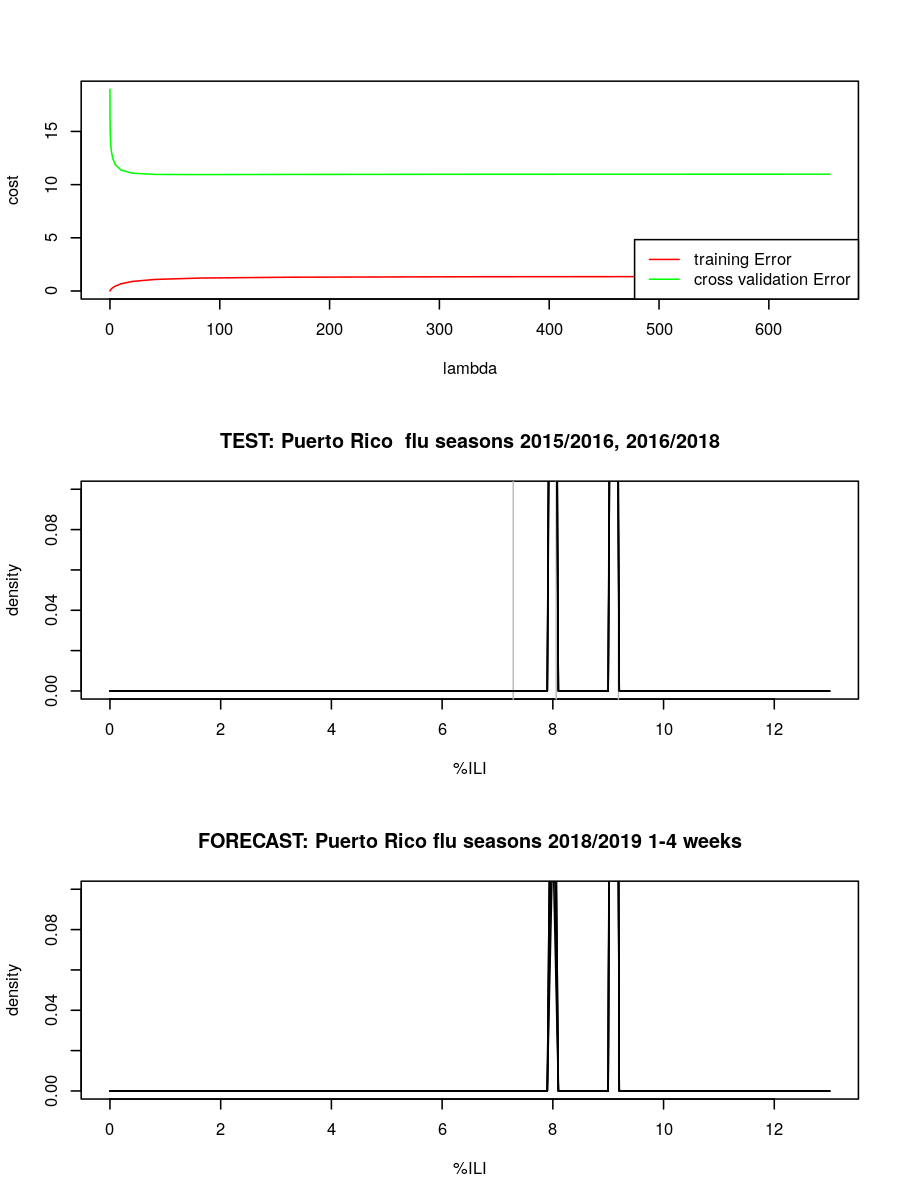 cost
15
10
5
0
training Error
cross validation Error
0 100 200 300 400 500 600
lambda
TEST: Puerto Rico  flu seasons 2015/2016, 2016/2018
density
0.08
0.04
0.00
0 2 4 6 8 10 12
%ILI
FORECAST: Puerto Rico flu seasons 2018/2019 1-4 weeks
density
0.08
0.04
0.00
0 2 4 6 8 10 12
%ILI